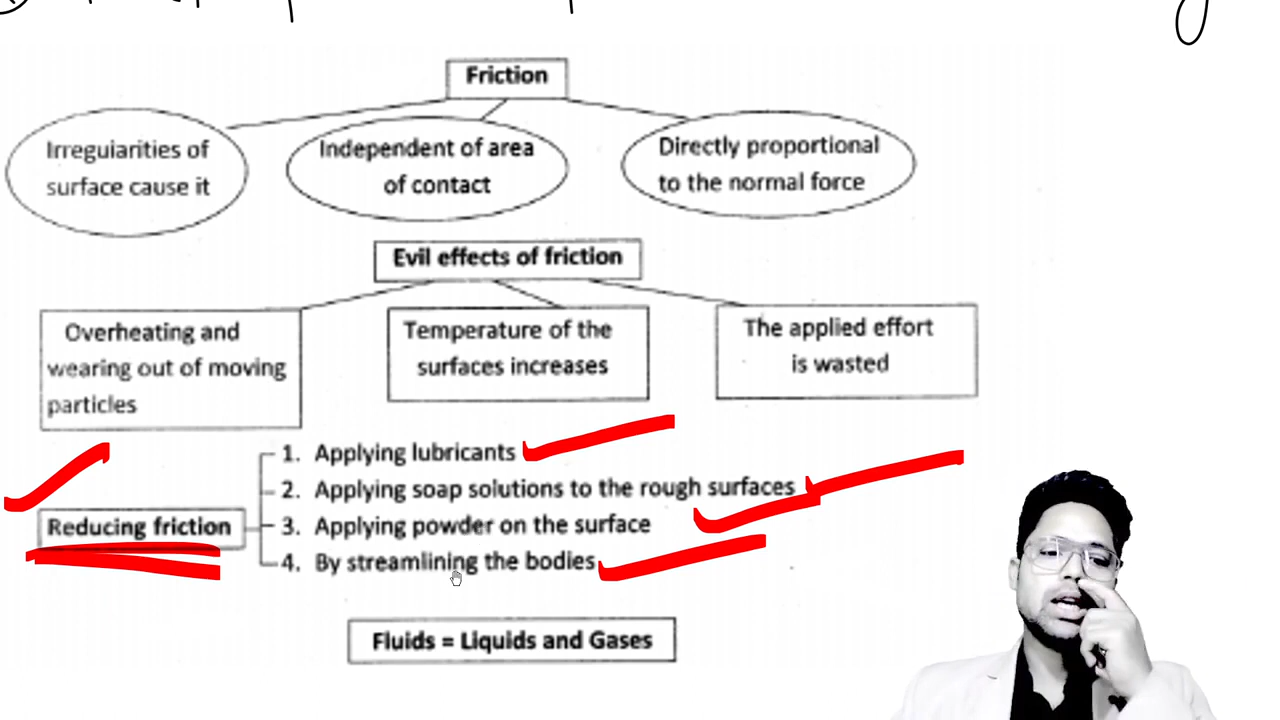 Friction
Irreguiarities of
surface cause it
Independent of area
of contact
Directly proportional
to the normal force
Evil effects of friction
Overheating and
wearing out of moving
particles
Temperature of the
surfaces increases
The applied effort
is wasted
Reducing friction
1. Applying lubricants
2. Applying soap solutions to the rough surfaces
3. Applying powder on the surface
4. By streamlining the bodies
Fluids = Liquids and Gases